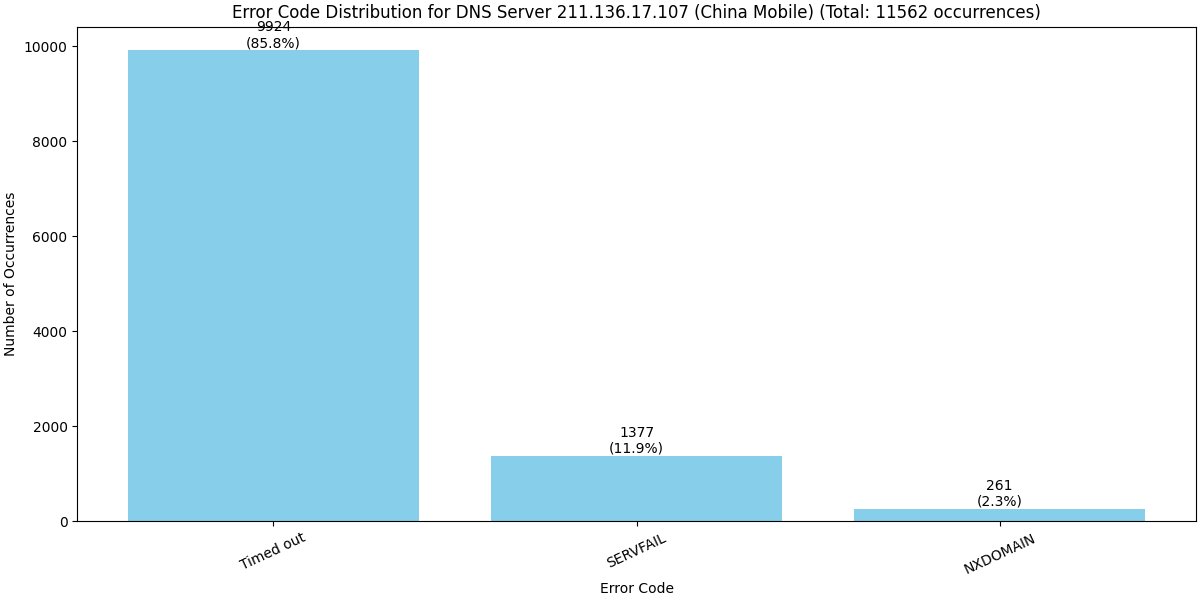 Error Code Distribution for DNS Server 211.136.17.107 (China Mobile) (Total: 11562 occurrences)
9924
(85.8%)
10000
8000
6000
4000
2000
0
Number of Occurrences
1377
(11.9%)
261
(2.3%)
Timed out
SERVFAIL
NXDOMAIN
Error Code